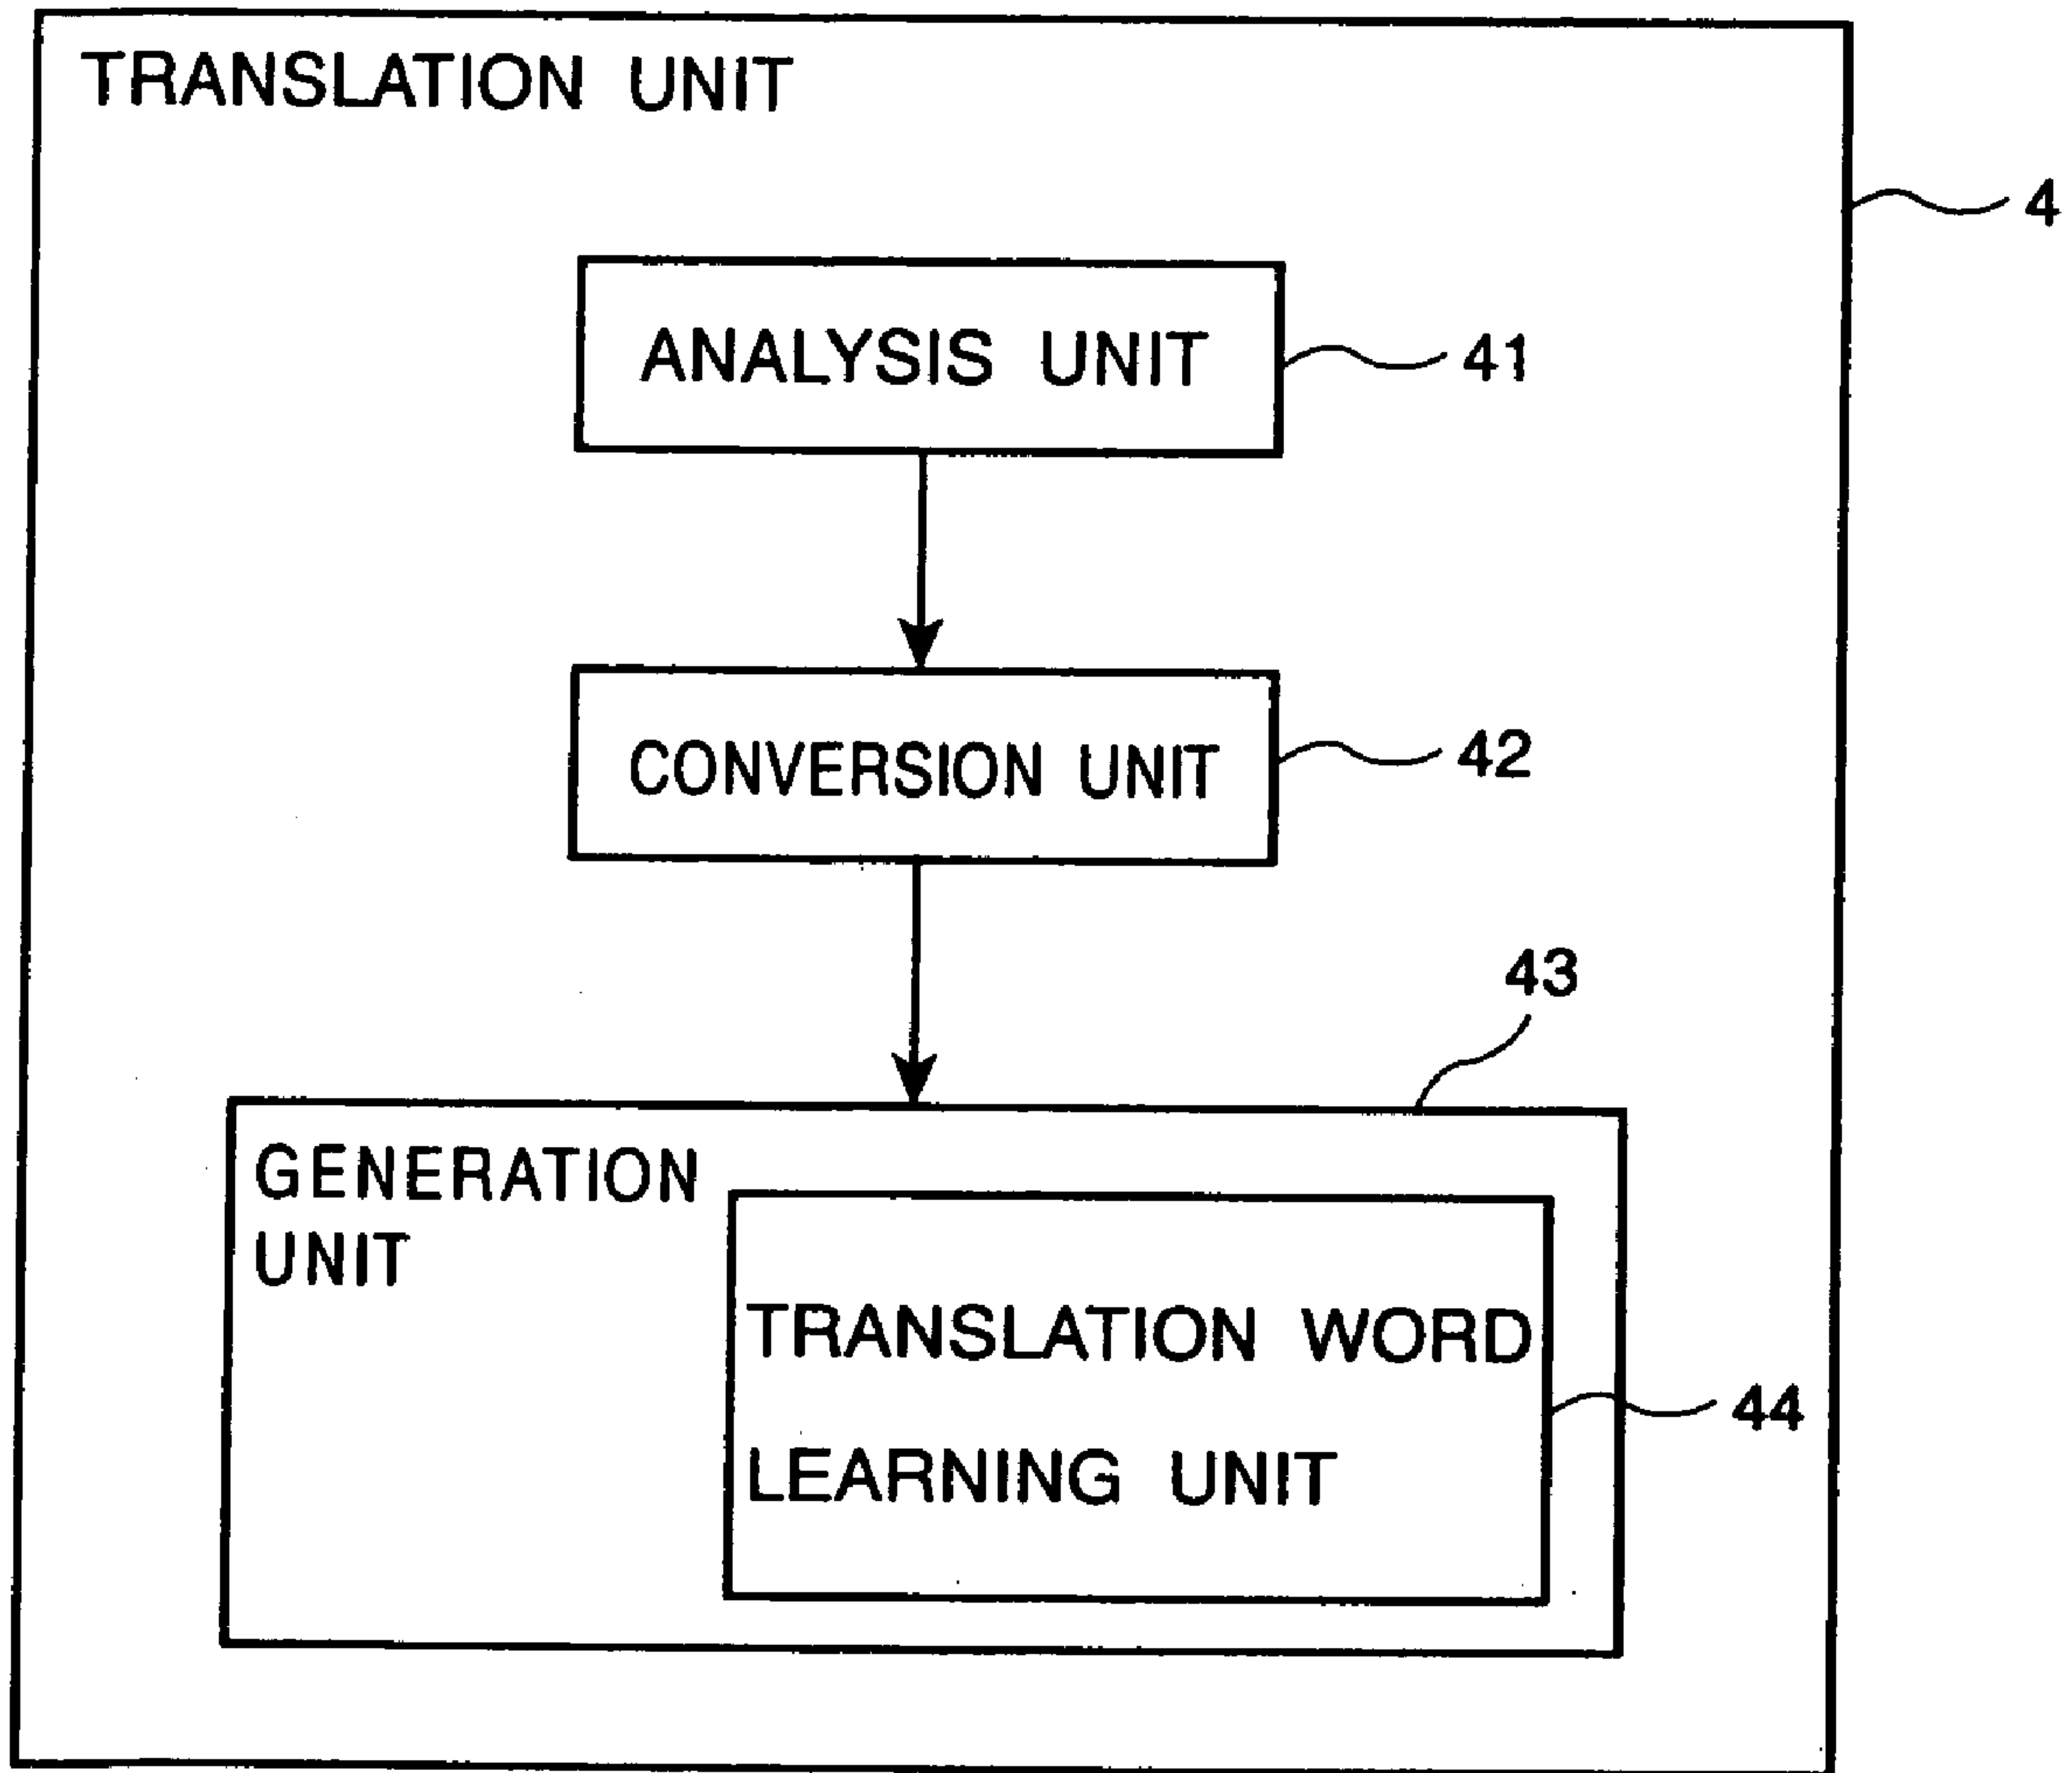 TRANSLATION UNIT
4
ANALYSIS UNIT
41
CONVERSION UNIT
42
43
GENERATION
UNIT
TRANSLATION WORD
LEARNING UNIT
44